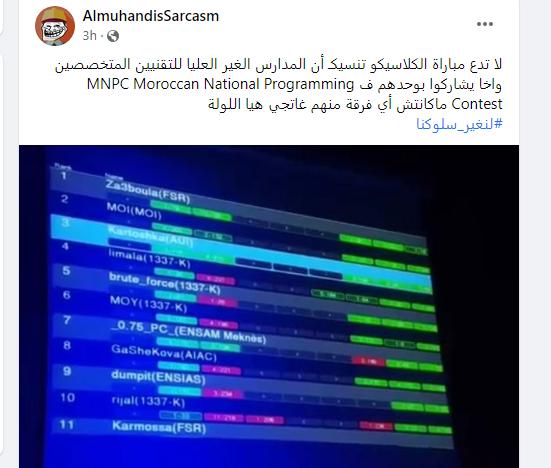 AlmuhandisSarcasm
3h ·
لا تدع مباراة الكلاسيكو تنسيكـ أن المدارس الغير العليا للتقنيين المتخصصين
واخا يشاركوا بوحدهم ف MNPC Moroccan National Programming
Contest ماكانتش أي فرقة منهم غاتجي هيا اللولة
#لنغير_سلوكنا
Rank Name
1 Za3boula(FSR)
2 MOI(MOI)
3 Kartoshka(AUI)
4 limala(1337-K)
5 brute_force(1337-K)
6 MOY(1337-K)
7 _0.75_PC_(ENSAM Meknès)
8 GaSheKova(AIAC)
9 dumpit(ENSIAS)
10 rijal(1337-K)
11 Karmossa(FSR)